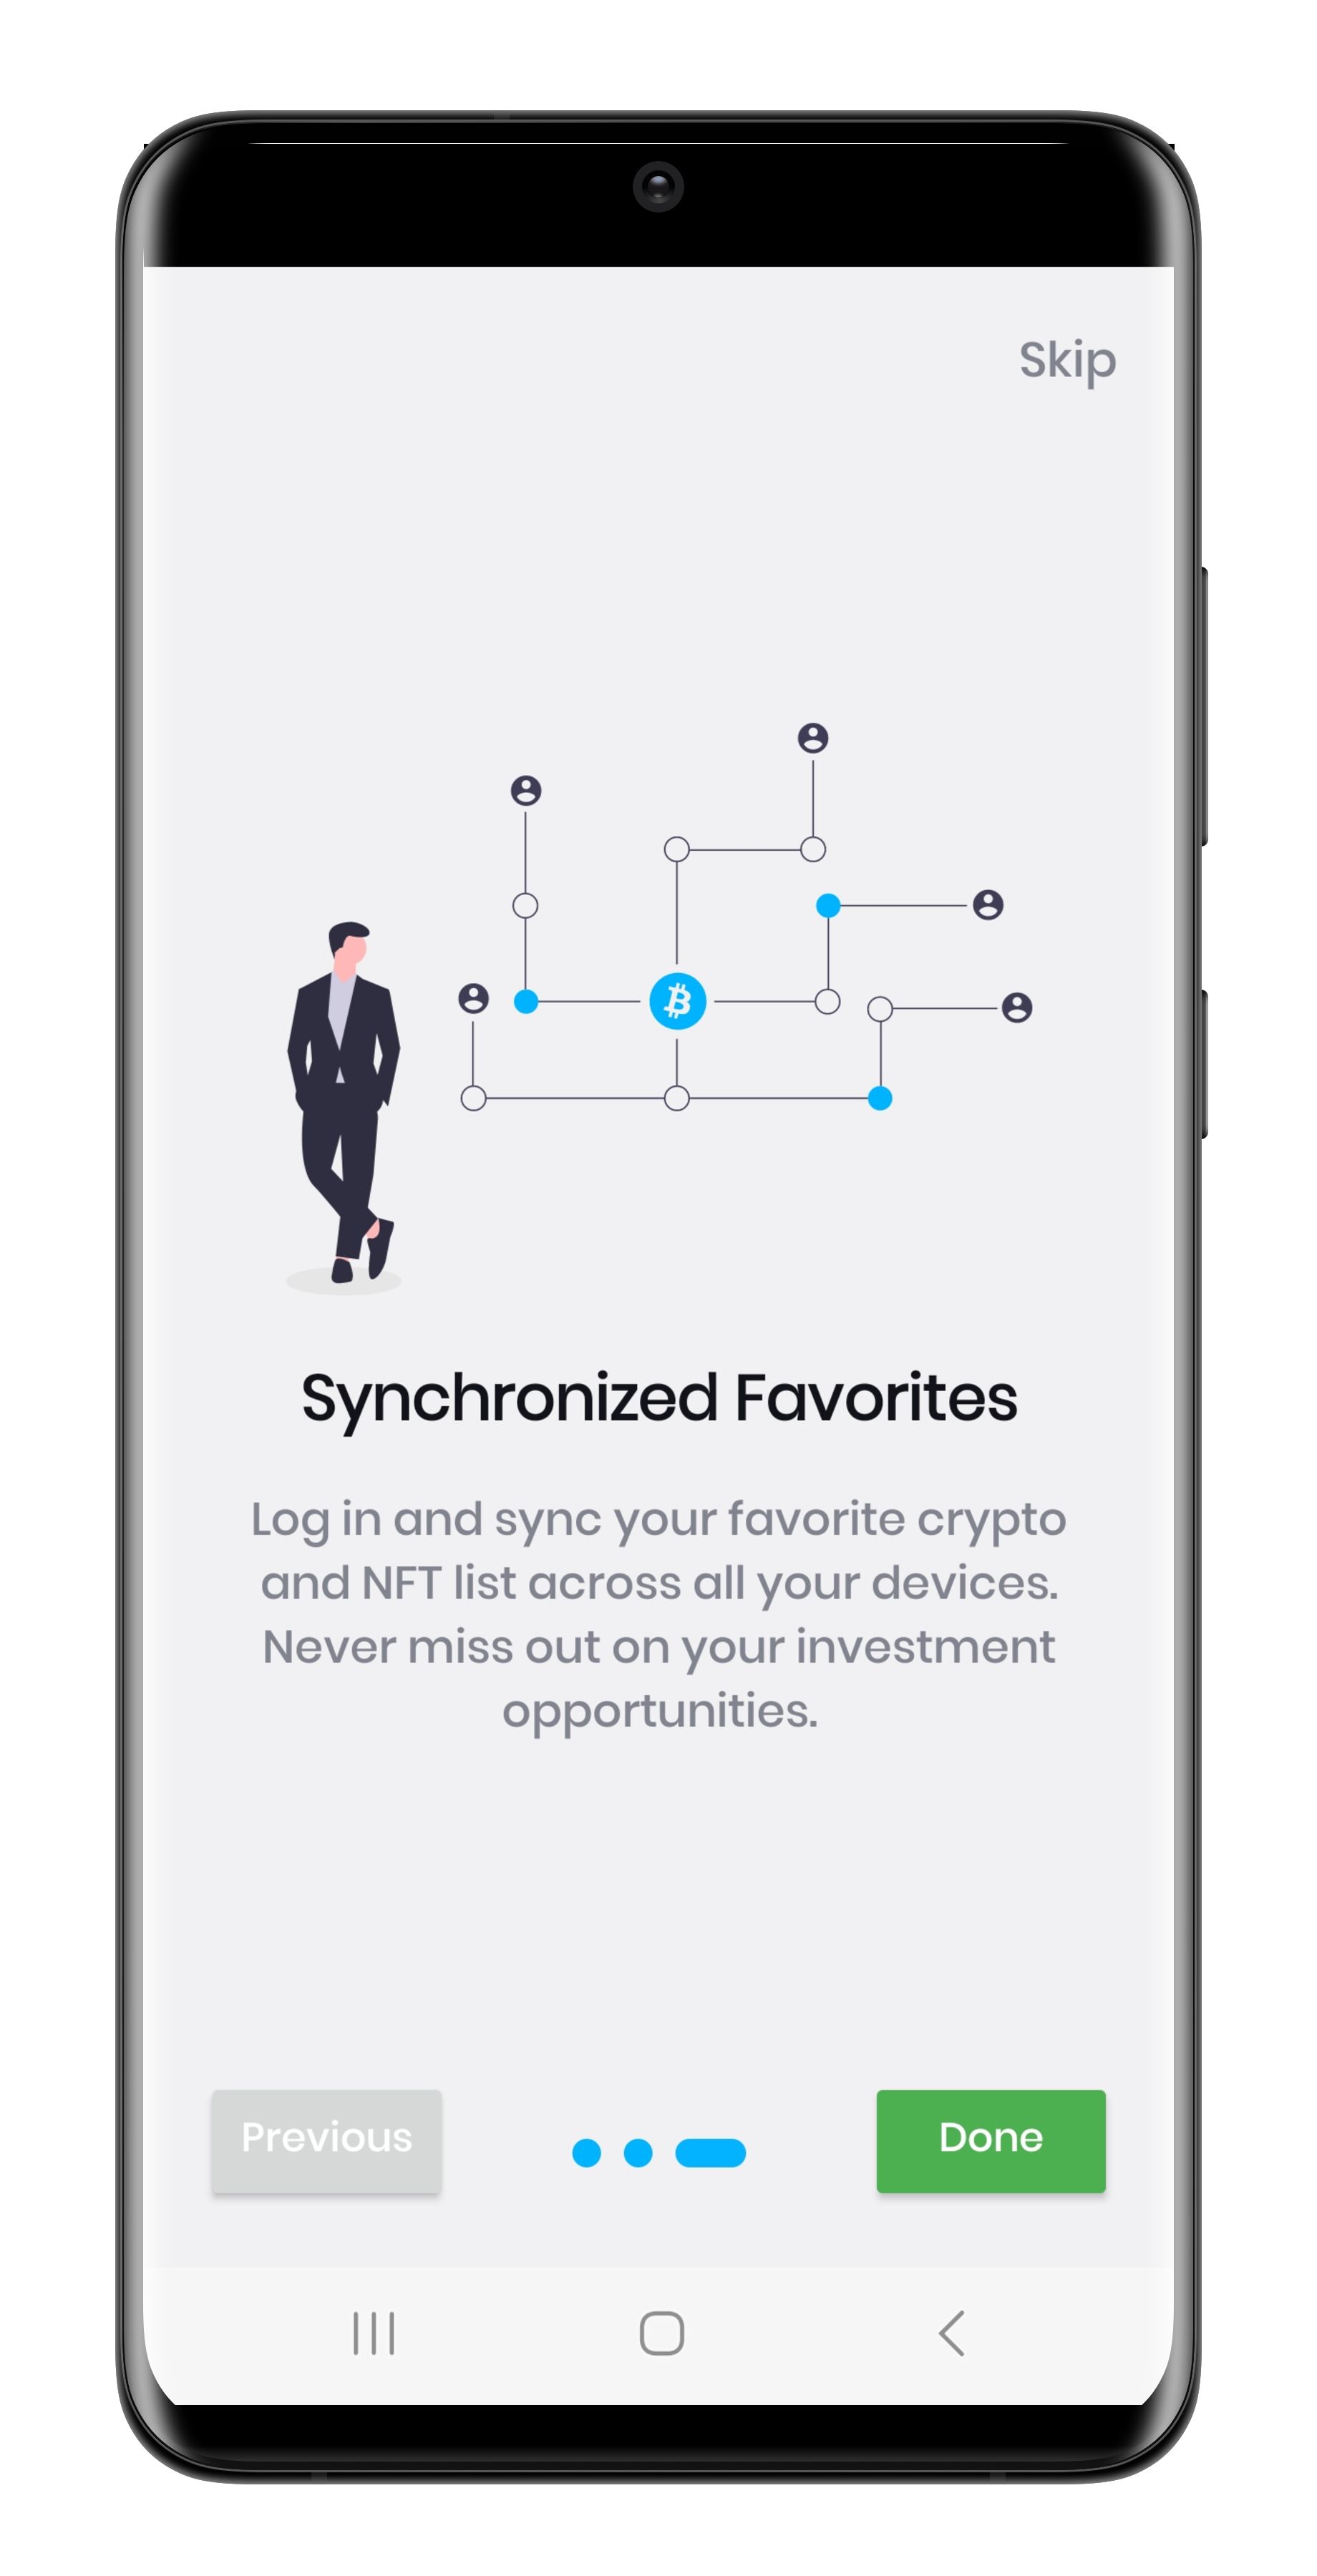 Skip
Synchronized Favorites
Log in and sync your favorite crypto
and NFT list across all your devices.
Never miss out on your investment
opportunities.
Previous
Done